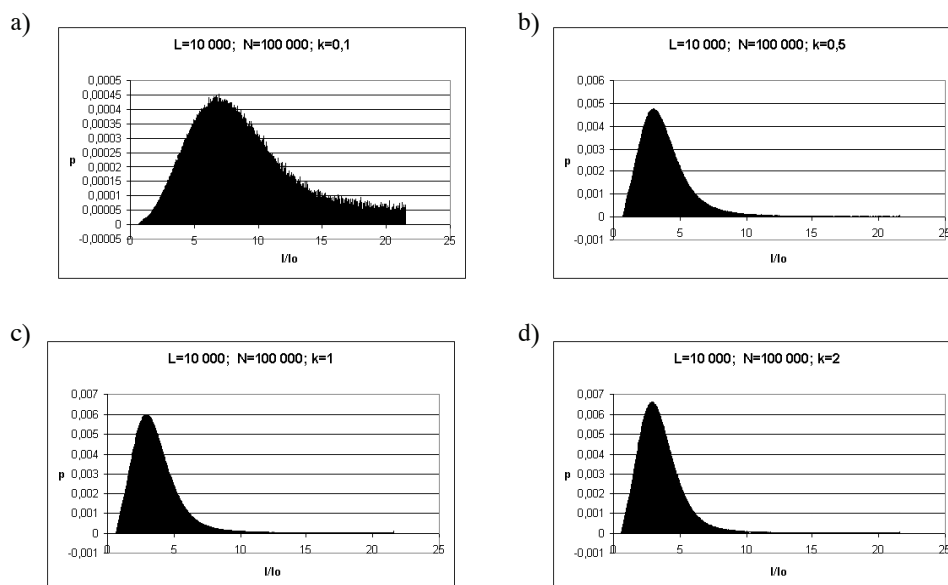 a)
L=10 000; N=100 000; k=0,1
0,0005
0,00045
0,0004
0,00035
0,0003
0,00025
0,0002
0,00015
0,0001
0,00005
0
-0,00005
p
0 5 10 15 20 25
l/lo
b)
L=10 000; N=100 000; k=0,5
0,006
0,005
0,004
0,003
0,002
0,001
0
-0,001
p
0 5 10 15 20 25
l/lo
c)
L=10 000; N=100 000; k=1
0,007
0,006
0,005
0,004
0,003
0,002
0,001
0
-0,001
p
0 5 10 15 20 25
l/lo
d)
L=10 000; N=100 000; k=2
0,007
0,006
0,005
0,004
0,003
0,002
0,001
0
-0,001
p
0 5 10 15 20 25
l/lo